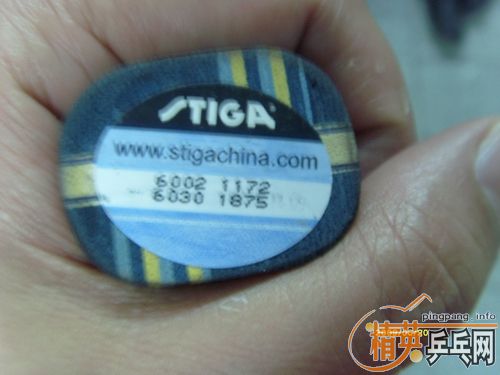 STIGA
www.stigachina.com
6002 1172
6030 1875
pingpang.info
精英乒乓网